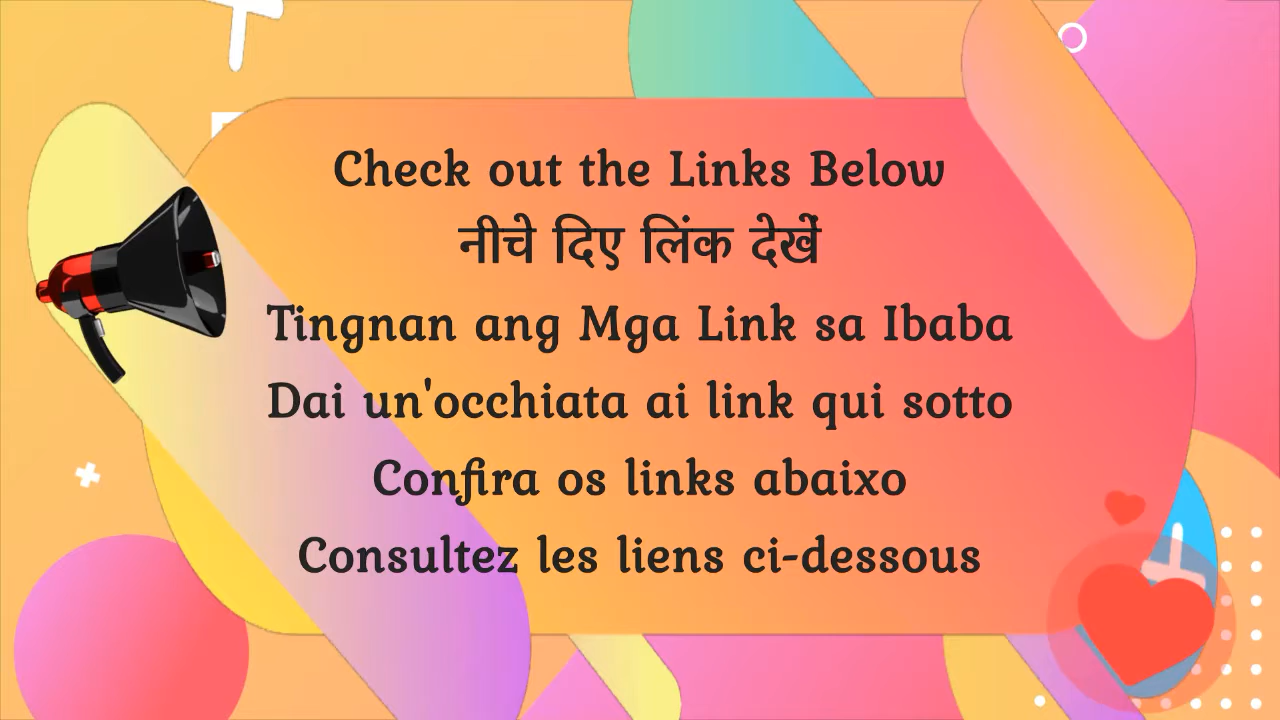 Check out the Links Below
नीचे दिए लिंक देखें
Tingnan ang Mga Link sa Ibaba
Dai un'occhiata ai link qui sotto
Confira os links abaixo
Consultez les liens ci-dessous